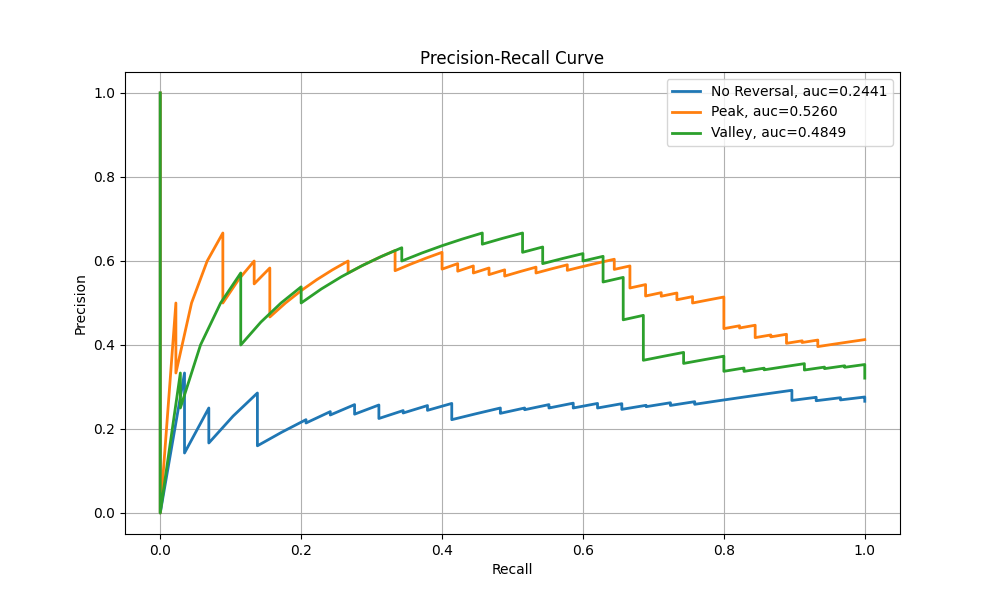 Precision-Recall Curve
No Reversal, auc=0.2441
Peak, auc=0.5260
Valley, auc=0.4849
Precision
1.0
0.8
0.6
0.4
0.2
0.0
0.0 0.2 0.4 0.6 0.8 1.0
Recall